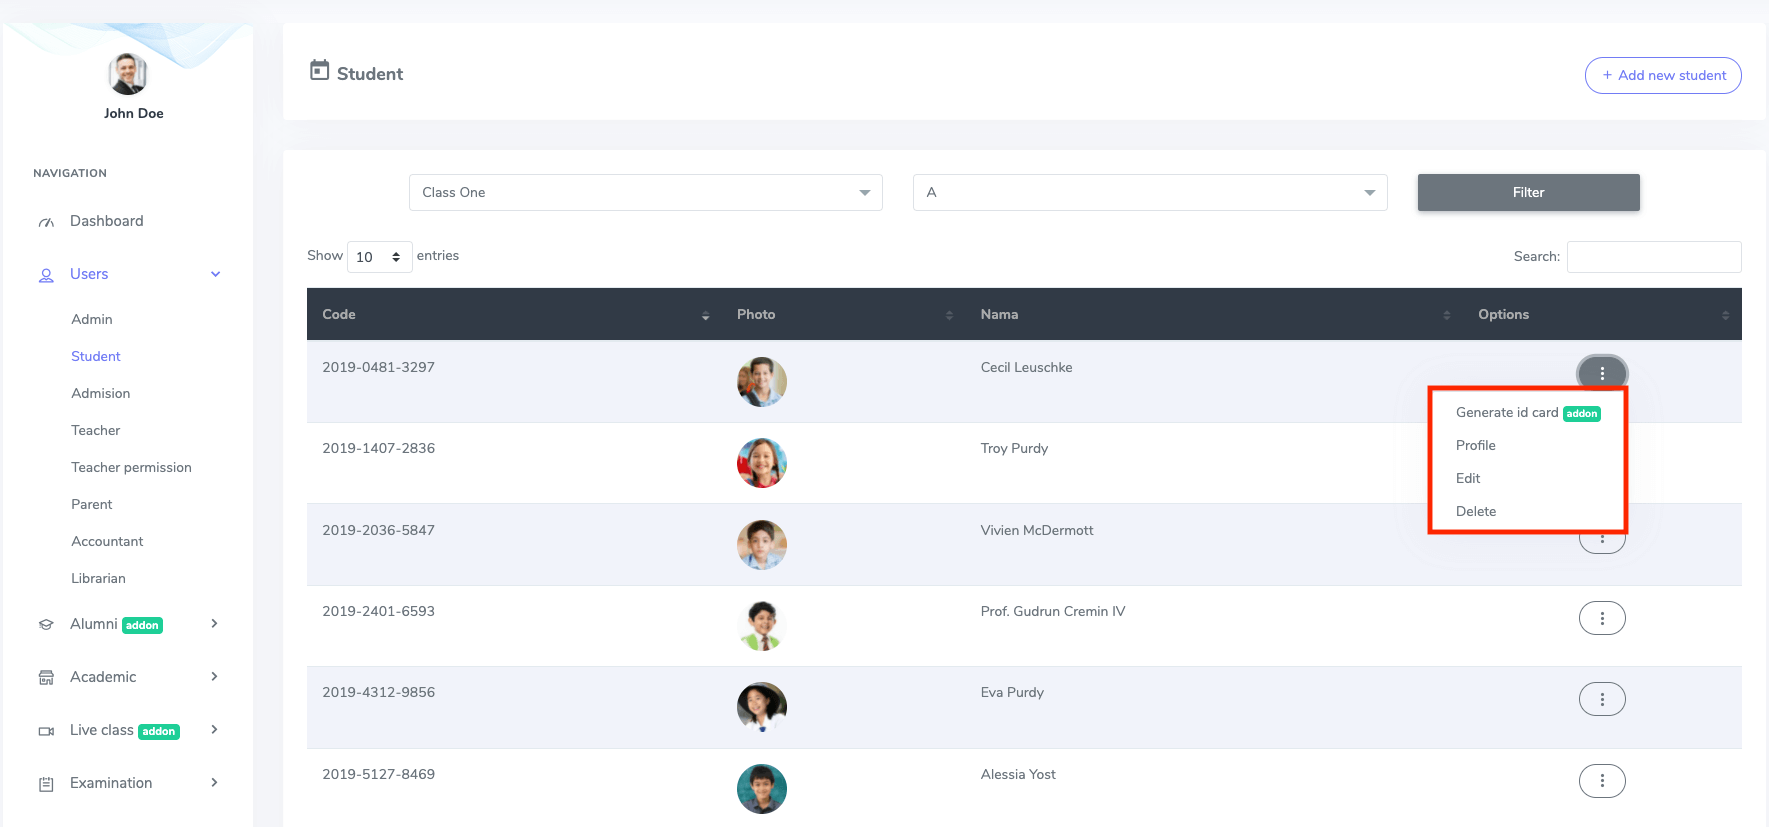 John Doe
NAVIGATION
Dashboard
Users
Admin
Student
Admision
Teacher
Teacher permission
Parent
Accountant
Librarian
Alumni addon
Academic
Live class addon
Examination
Student
+ Add new student
Class One
A
Filter
Show 10 entries
Search:
Code Photo Nama Options
2019-0481-3297 Cecil Leuschke
Generate id card addon
Profile
Edit
Delete
2019-1407-2836 Troy Purdy
2019-2036-5847 Vivien McDermott
2019-2401-6593 Prof. Gudrun Cremin IV
2019-4312-9856 Eva Purdy
2019-5127-8469 Alessia Yost